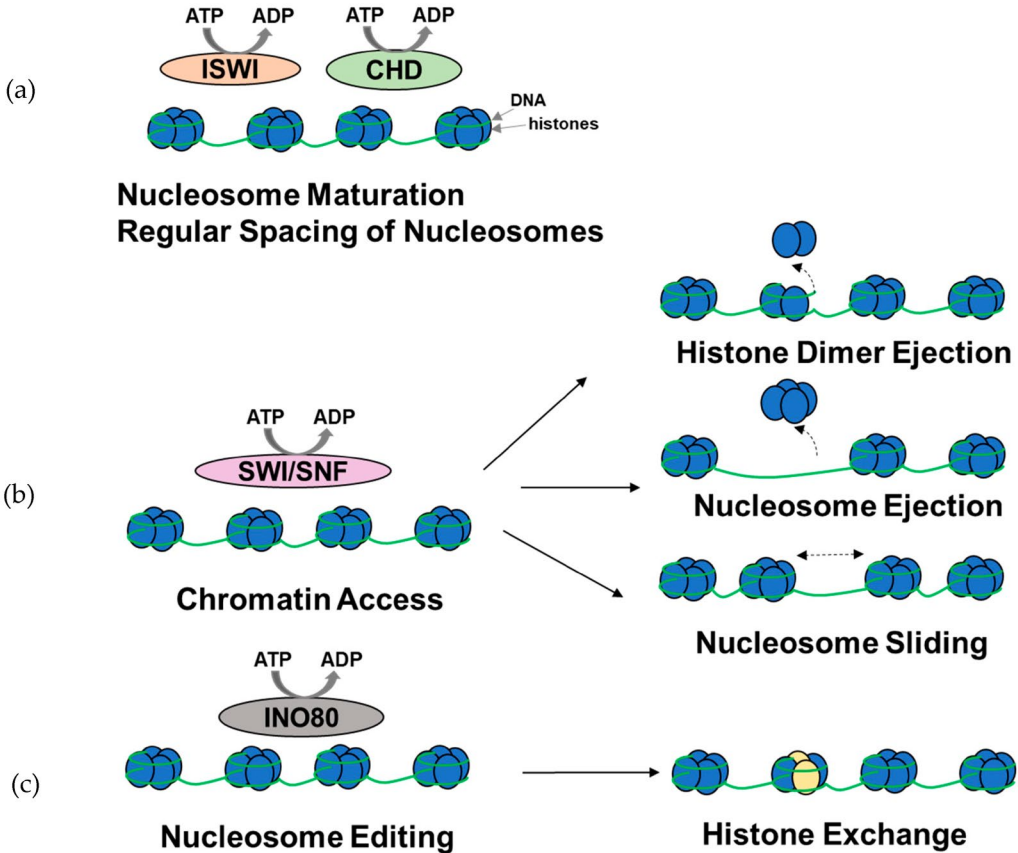 ATP ADP ATP ADP
ISWI CHD
(a)
DNA
histones
Nucleosome Maturation
Regular Spacing of Nucleosomes
Histone Dimer Ejection
ATP ADP
SWI/SNF
(b)
Nucleosome Ejection
Chromatin Access
Nucleosome Sliding
ATP ADP
INO80
(c)
Nucleosome Editing
Histone Exchange